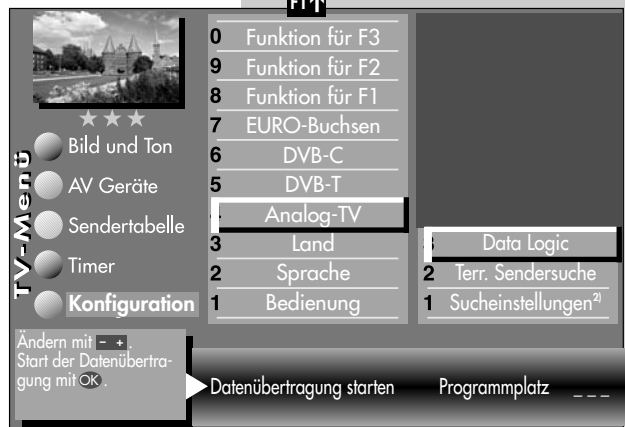 F1↑
TV-Menü
Bild und Ton
AV Geräte
Sendertabelle
Timer
Konfiguration
0 Funktion für F3
9 Funktion für F2
8 Funktion für F1
7 EURO-Buchsen
6 DVB-C
5 DVB-T
Analog-TV
3 Land
2 Sprache
1 Bedienung
Data Logic
2 Terr. Sendersuche
1 Sucheinstellungen²⁾
Ändern mit - + .
Start der Datenübertra-
gung mit OK .
Datenübertragung starten
Programmplatz _ _ _